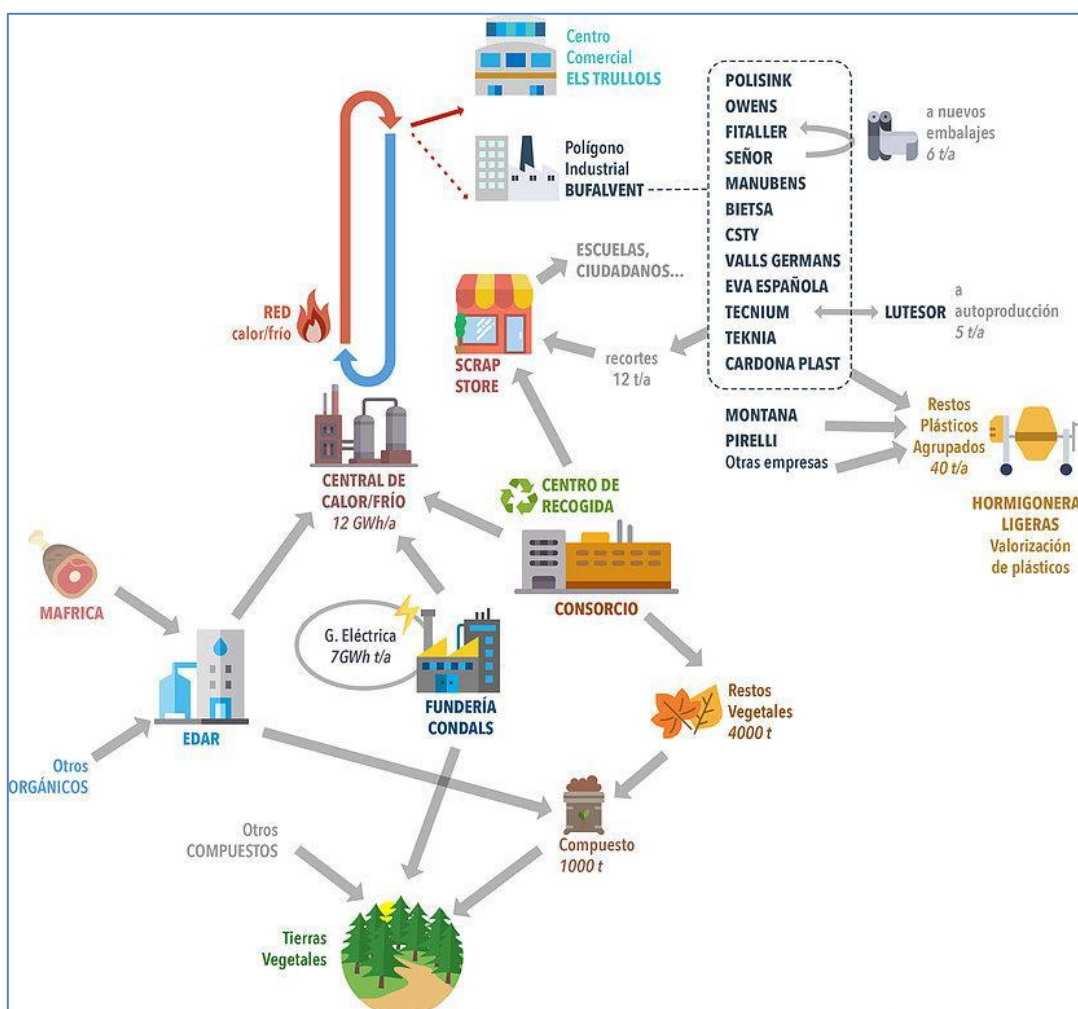 Centro
Comercial
ELS TRULLOLS
Polígono
Industrial
BUFALVENT
POLISINK
OWENS
FITALLER
SEÑOR
MANUBENS
BIETSA
CSTY
VALLS GERMANS
EVA ESPAÑOLA
TECNIUM
TEKNIA
CARDONA PLAST
a nuevos
embalajes
6 t/a
LUTESOR
a
autoproducción
5 t/a
ESCUELAS,
CIUDADANOS...
RED
calor/frío
SCRAP
STORE
recortes
12 t/a
MONTANA
PIRELLI
Otras empresas
Restos
Plásticos
Agrupados
40 t/a
HORMIGONERA
LIGERAS
Valorización
de plásticos
CENTRAL DE
CALOR/FRÍO
12 GWh/a
CENTRO DE
RECOGIDA
CONSORCIO
MAFRICA
G. Eléctrica
7GWh t/a
FUNDERÍA
CONDALS
EDAR
Otros
ORGÁNICOS
Restos
Vegetales
4000 t
Otros
COMPUESTOS
Compuesto
1000 t
Tierras
Vegetales